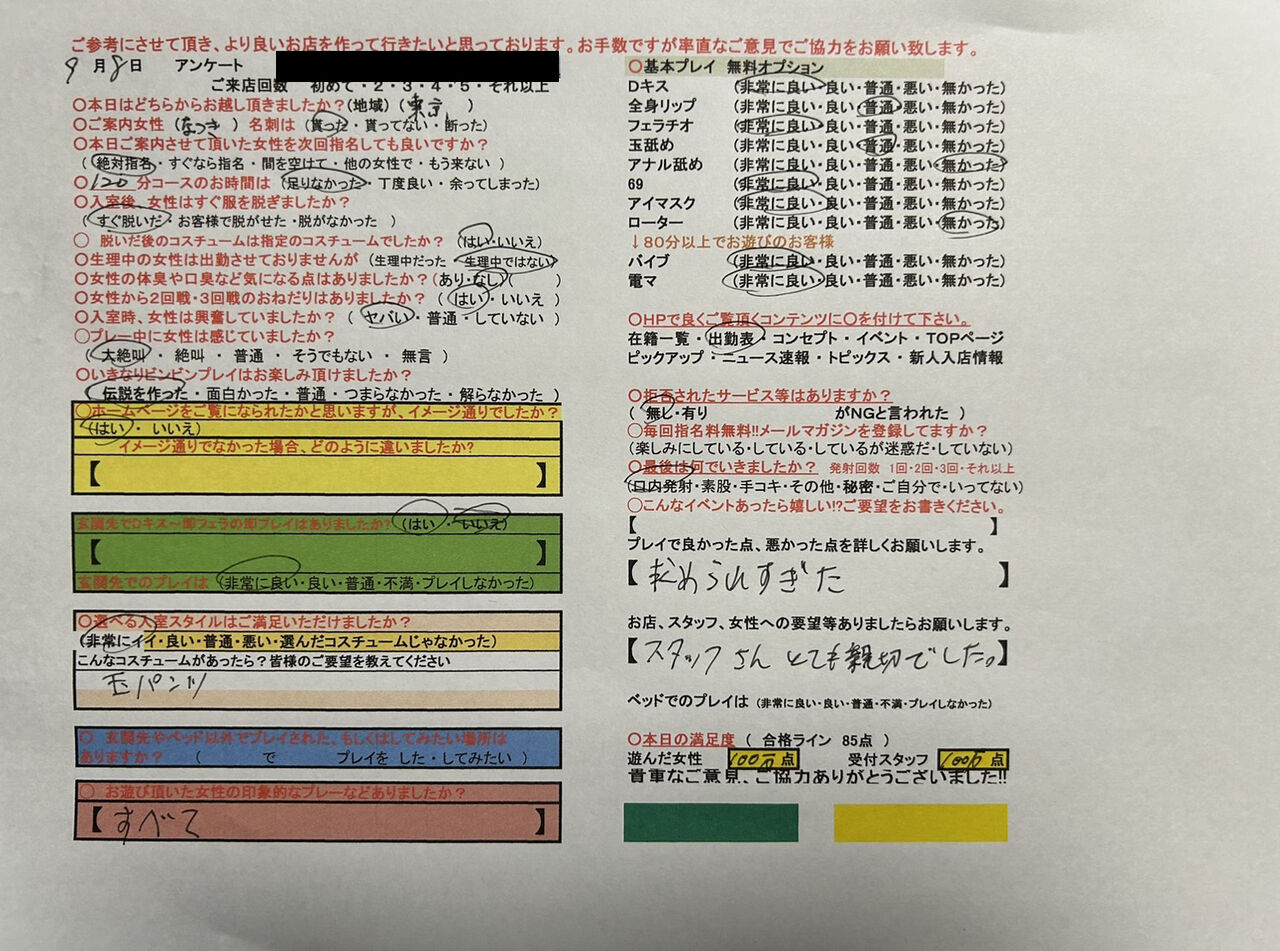 ご参考にさせて頂き、より良いお店を作って行きたいと思っております。お手数ですが率直なご意見でご協力をお願い致します。
9月8日 アンケート
ご来店回数 初めて・2・3・4・5・それ以上
〇本日はどちらからお越し頂きましたか?(地域)(東京)
〇ご案内女性(なつき)名刺は(貰った・貰ってない・断った)
〇本日ご案内させて頂いた女性を次回指名しても良いですか?
(絶対指名・すぐなら指名・間を空けて・他の女性で・もう来ない)
〇120分コースのお時間は(足りなかった・丁度良い・余ってしまった)
〇入室後、女性はすぐ服を脱ぎましたか?
(すぐ脱いだ・お客様で脱がせた・脱がなかった)
〇 脱いだ後のコスチュームは指定のコスチュームでしたか?(はい・いいえ)
〇生理中の女性は出勤させておりませんが(生理中だった・生理中ではない)
〇女性の体臭や口臭など気になる点はありましたか?(あり・なし)( )
〇女性から2回戦・3回戦のおねだりはありましたか?(はい・いいえ)
〇入室時、女性は興奮していましたか?(ヤバい・普通・していない)
〇プレー中に女性は感じていましたか?
(大絶叫・絶叫・普通・そうでもない・無言)
〇いきなりビンビンプレイはお楽しみ頂けましたか?
(伝説を作った・面白かった・普通・つまらなかった・解らなかった)
〇ホームページをご覧になられたかと思いますが、イメージ通りでしたか?
(はい・いいえ)
イメージ通りでなかった場合、どのように違いましたか?
【 】
玄関先でDキス~即フェラの即プレイはありましたか?(はい・いいえ)
【 】
玄関先でのプレイは(非常に良い・良い・普通・不満・プレイしなかった)
〇選べる入室スタイルはご満足いただけましたか?
(非常にイイ・良い・普通・悪い・選んだコスチュームじゃなかった)
こんなコスチュームがあったら?皆様のご要望を教えてください
毛パンツ
〇 玄関先やベッド以外でプレイされた、もしくはしてみたい場所は
ありますか?( で プレイを した・してみたい)
〇 お遊び頂いた女性の印象的なプレーなどありましたか?
【すべて】
〇基本プレイ 無料オプション
Dキス (非常に良い・良い・普通・悪い・無かった)
全身リップ (非常に良い・良い・普通・悪い・無かった)
フェラチオ (非常に良い・良い・普通・悪い・無かった)
玉舐め (非常に良い・良い・普通・悪い・無かった)
アナル舐め (非常に良い・良い・普通・悪い・無かった)
69 (非常に良い・良い・普通・悪い・無かった)
アイマスク (非常に良い・良い・普通・悪い・無かった)
ローター (非常に良い・良い・普通・悪い・無かった)
↓80分以上でお遊びのお客様
バイブ (非常に良い・良い・普通・悪い・無かった)
電マ (非常に良い・良い・普通・悪い・無かった)
〇HPで良くご覧頂くコンテンツに〇を付けて下さい。
在籍一覧・出勤表・コンセプト・イベント・TOPページ
ピックアップ・ニュース速報・トピックス・新人入店情報
〇拒否されたサービス等はありますか?
(無し・有り がNGと言われた)
〇毎回指名料無料!!メールマガジンを登録してますか?
(楽しみにしている・している・しているが迷惑だ・していない)
〇最後は何でいきましたか? 発射回数 1回・2回・3回・それ以上
(口内発射・素股・手コキ・その他・秘密・ご自分で・いってない)
〇こんなイベントあったら嬉しい!?ご要望をお書きください。
【 】
プレイで良かった点、悪かった点を詳しくお願いします。
【求められすぎた】
お店、スタッフ、女性への要望等ありましたらお願いします。
【スタッフさんとても親切でした。】
ベッドでのプレイは(非常に良い・良い・普通・不満・プレイしなかった)
〇本日の満足度(合格ライン 85点)
遊んだ女性 100万点 受付スタッフ 100万点
貴重なご意見、ご協力ありがとうございました!!